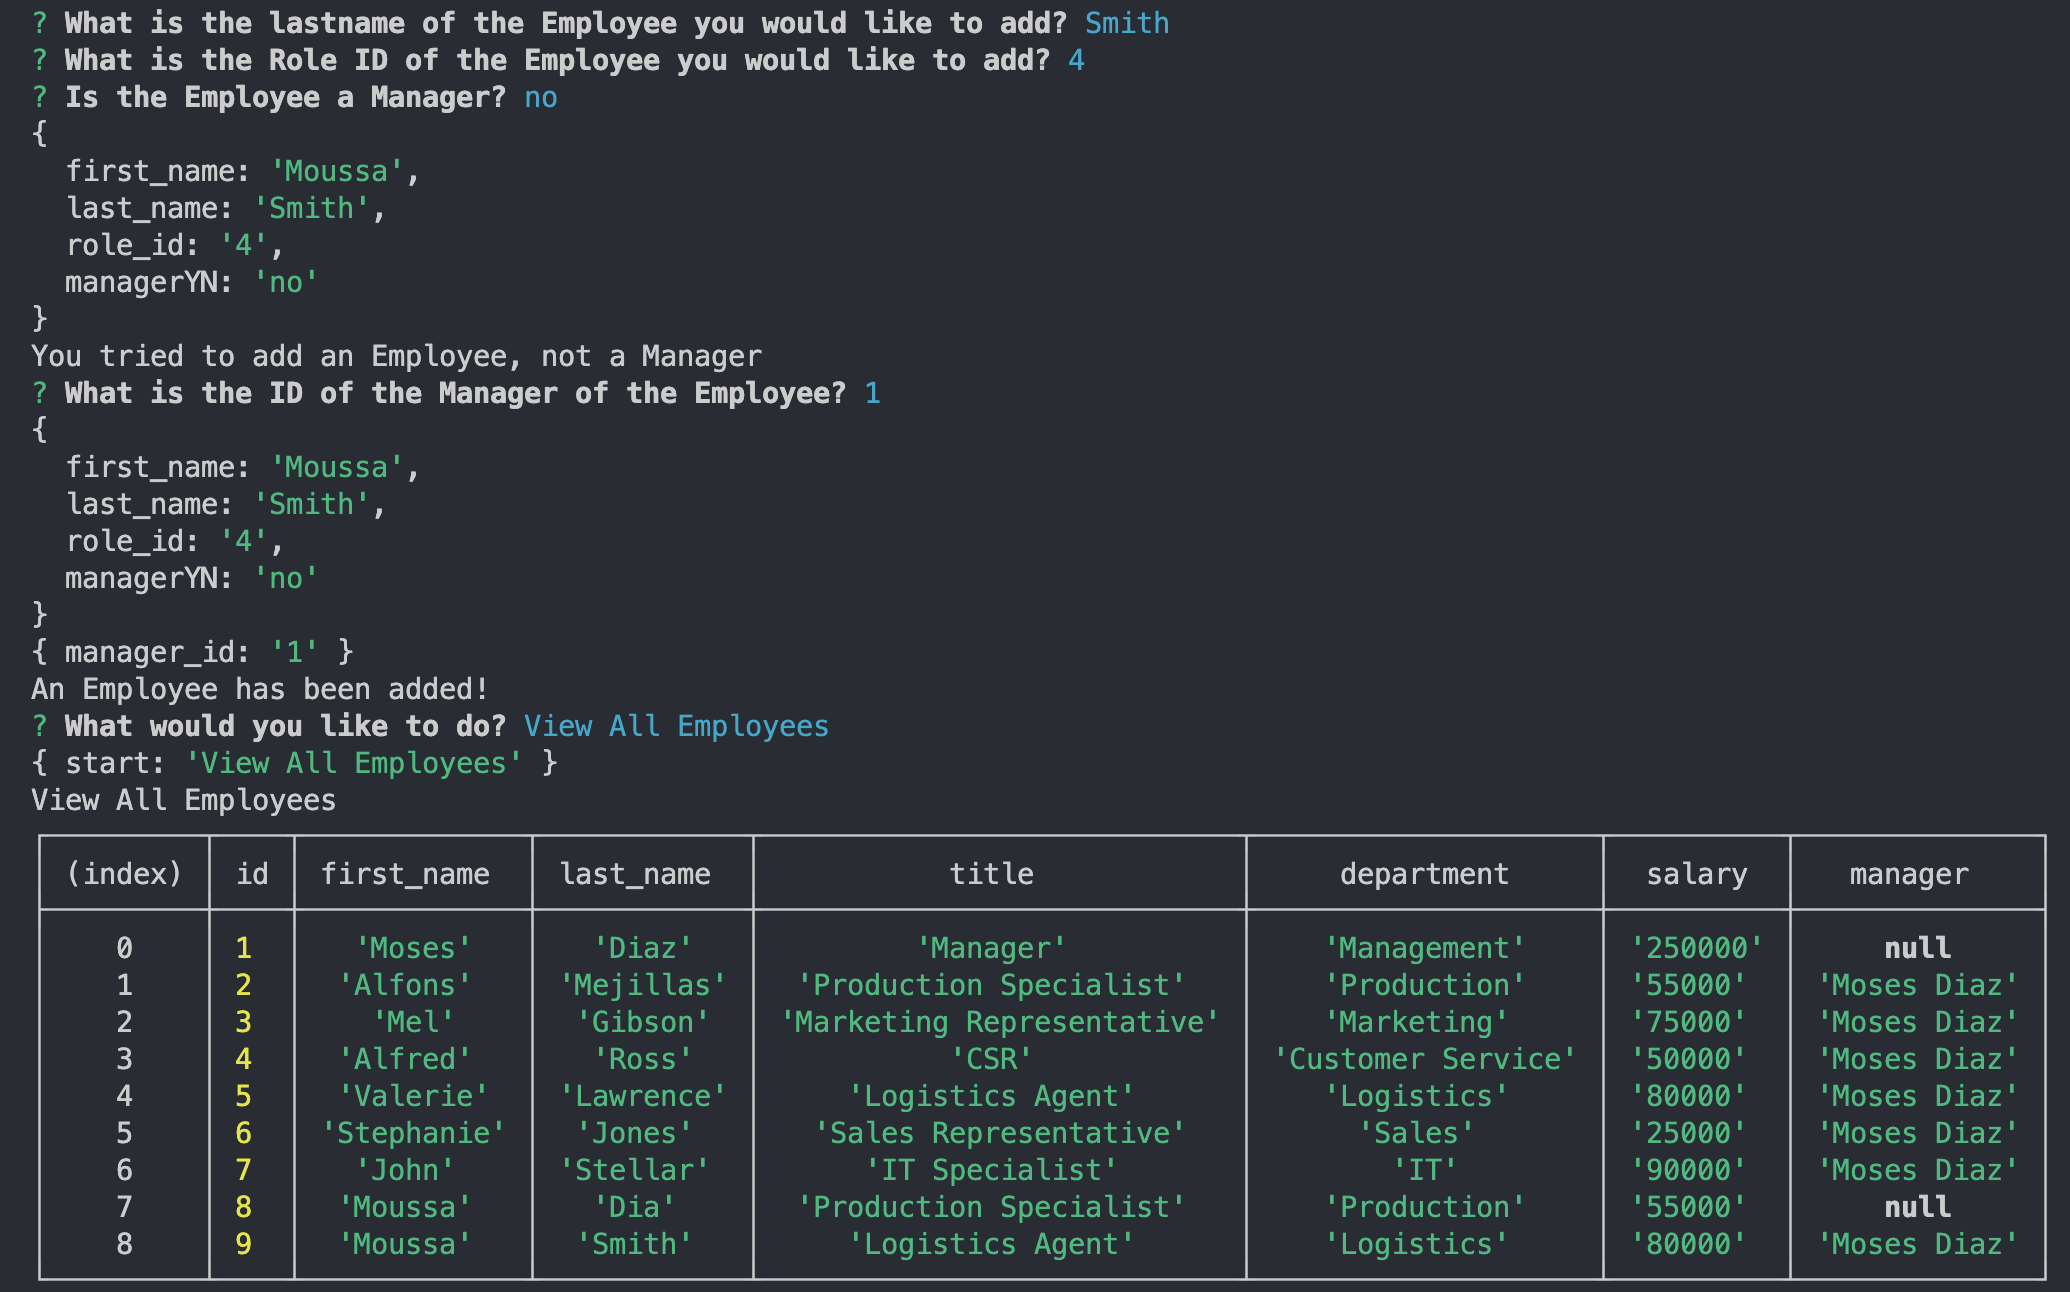 ? What is the lastname of the Employee you would like to add? Smith
? What is the Role ID of the Employee you would like to add? 4
? Is the Employee a Manager? no
{
  first_name: 'Moussa',
  last_name: 'Smith',
  role_id: '4',
  managerYN: 'no'
}
You tried to add an Employee, not a Manager
? What is the ID of the Manager of the Employee? 1
{
  first_name: 'Moussa',
  last_name: 'Smith',
  role_id: '4',
  managerYN: 'no'
}
{ manager_id: '1' }
An Employee has been added!
? What would you like to do? View All Employees
{ start: 'View All Employees' }
View All Employees
(index) id first_name last_name title department salary manager
0 1 'Moses' 'Diaz' 'Manager' 'Management' '250000' null
1 2 'Alfons' 'Mejillas' 'Production Specialist' 'Production' '55000' 'Moses Diaz'
2 3 'Mel' 'Gibson' 'Marketing Representative' 'Marketing' '75000' 'Moses Diaz'
3 4 'Alfred' 'Ross' 'CSR' 'Customer Service' '50000' 'Moses Diaz'
4 5 'Valerie' 'Lawrence' 'Logistics Agent' 'Logistics' '80000' 'Moses Diaz'
5 6 'Stephanie' 'Jones' 'Sales Representative' 'Sales' '25000' 'Moses Diaz'
6 7 'John' 'Stellar' 'IT Specialist' 'IT' '90000' 'Moses Diaz'
7 8 'Moussa' 'Dia' 'Production Specialist' 'Production' '55000' null
8 9 'Moussa' 'Smith' 'Logistics Agent' 'Logistics' '80000' 'Moses Diaz'